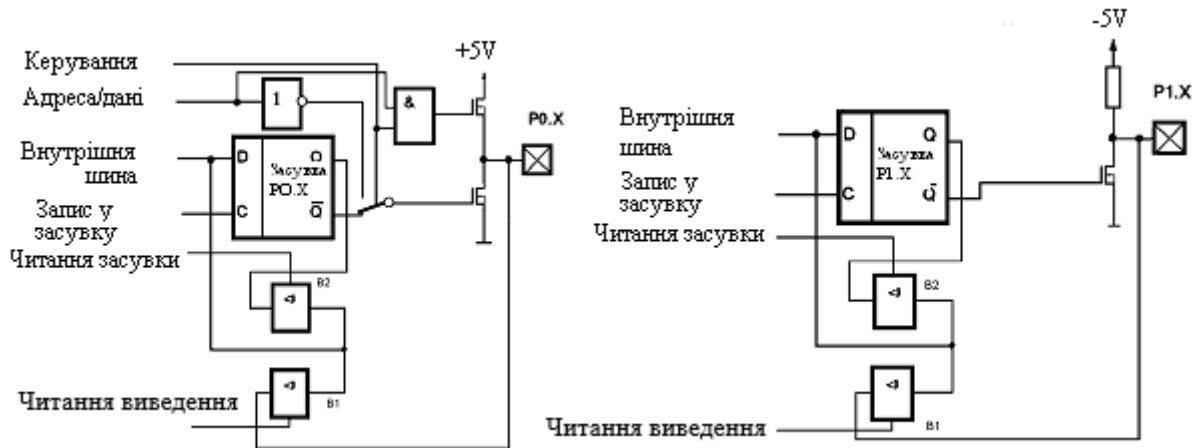 Керування
Адреса/дані
Внутрішня
шина
Запис у
засувку
Читання засувки
Читання виведення
+5V
1
&
P0.X
D
Q
Засувка
PO.X
C
Q̅
B2
B1
-5V
P1.X
Внутрішня
шина
Запис у
засувку
Читання засувки
Читання виведення
D
Q
Засувка
P1.X
C
Q̅
B2
B1